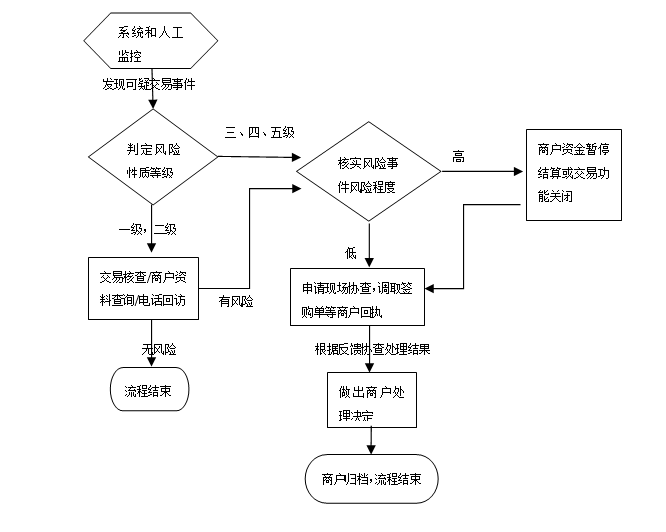 系统和人工
监控
发现可疑交易事件
三、四、五级
判定风险
性质等级
核实风险事
件风险程度
高
商户资金暂停
结算或交易功
能关闭
一级，二级
低
交易核查/商户资
料查询/电话回访
有风险
申请现场协查，调取签
购单等商户回执
无风险
根据反馈协查处理结果
流程结束
做出商户处
理决定
商户归档，流程结束